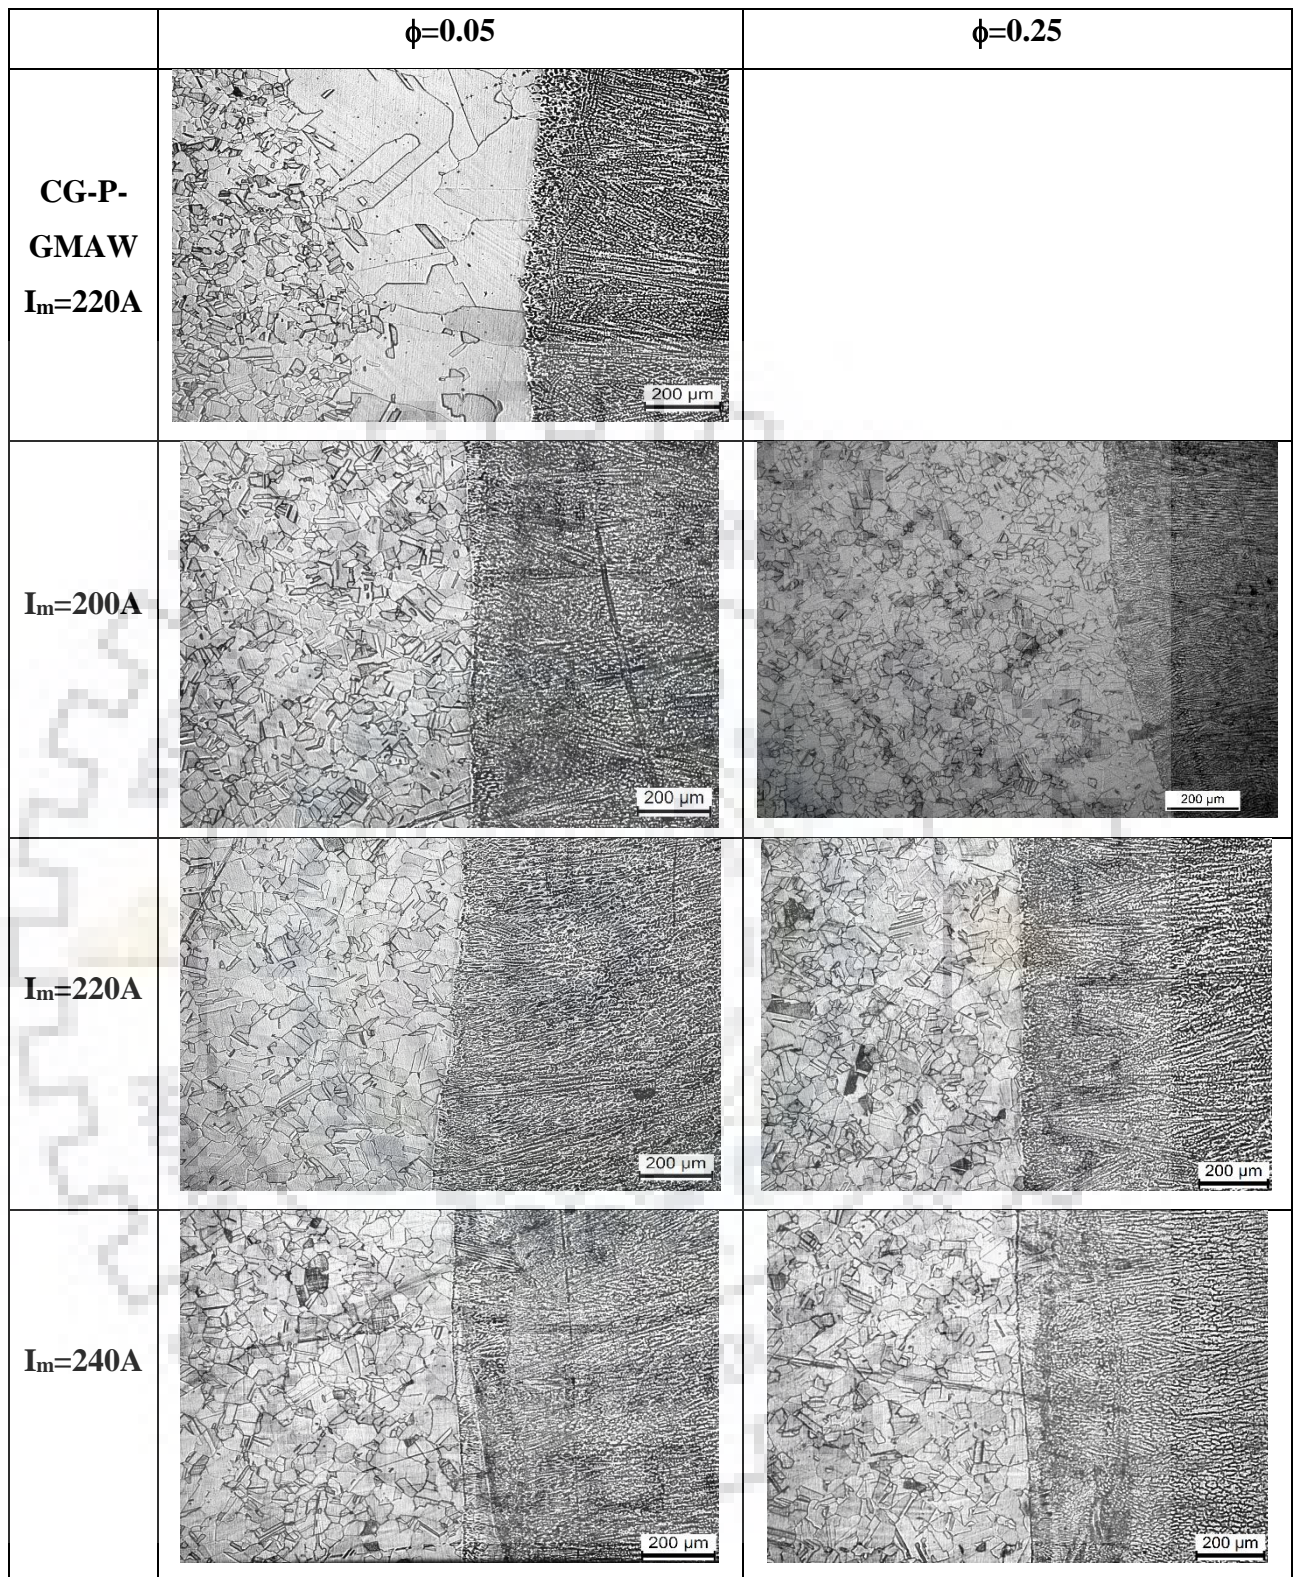 ϕ=0.05 ϕ=0.25
CG-P-
GMAW
Im=220A
200 µm
Im=200A
200 µm 200 µm
Im=220A
200 µm 200 µm
Im=240A
200 µm 200 µm